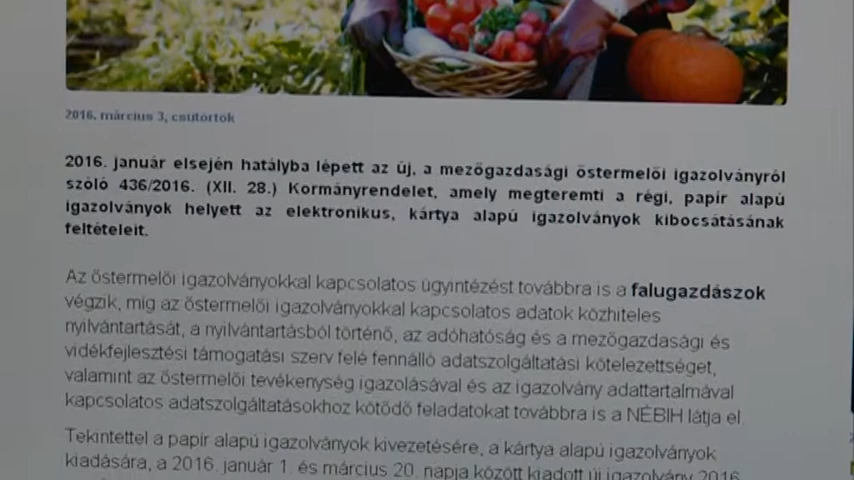 2016. március 3, csütörtök
2016. január elsején hatályba lépett az új, a mezőgazdasági őstermelői igazolványról
szóló 436/2016. (XII. 28.) Kormányrendelet, amely megteremti a régi, papír alapú
igazolványok helyett az elektronikus, kártya alapú igazolványok kibocsátásának
feltételeit.
Az őstermelői igazolványokkal kapcsolatos ügyintézést továbbra is a falugazdászok
végzik, míg az őstermelői igazolványokkal kapcsolatos adatok közhiteles
nyilvántartását, a nyilvántartásból történő, az adóhatóság és a mezőgazdasági és
vidékfejlesztési támogatási szerv felé fennálló adatszolgáltatási kötelezettséget,
valamint az őstermelői tevékenység igazolásával és az igazolvány adattartalmával
kapcsolatos adatszolgáltatásokhoz kötődő feladatokat továbbra is a NÉBIH látja el.
Tekintettel a papír alapú igazolványok kivezetésére, a kártya alapú igazolványok
kiadására, a 2016. január 1. és március 20. napja között kiadott új igazolvány 2016.